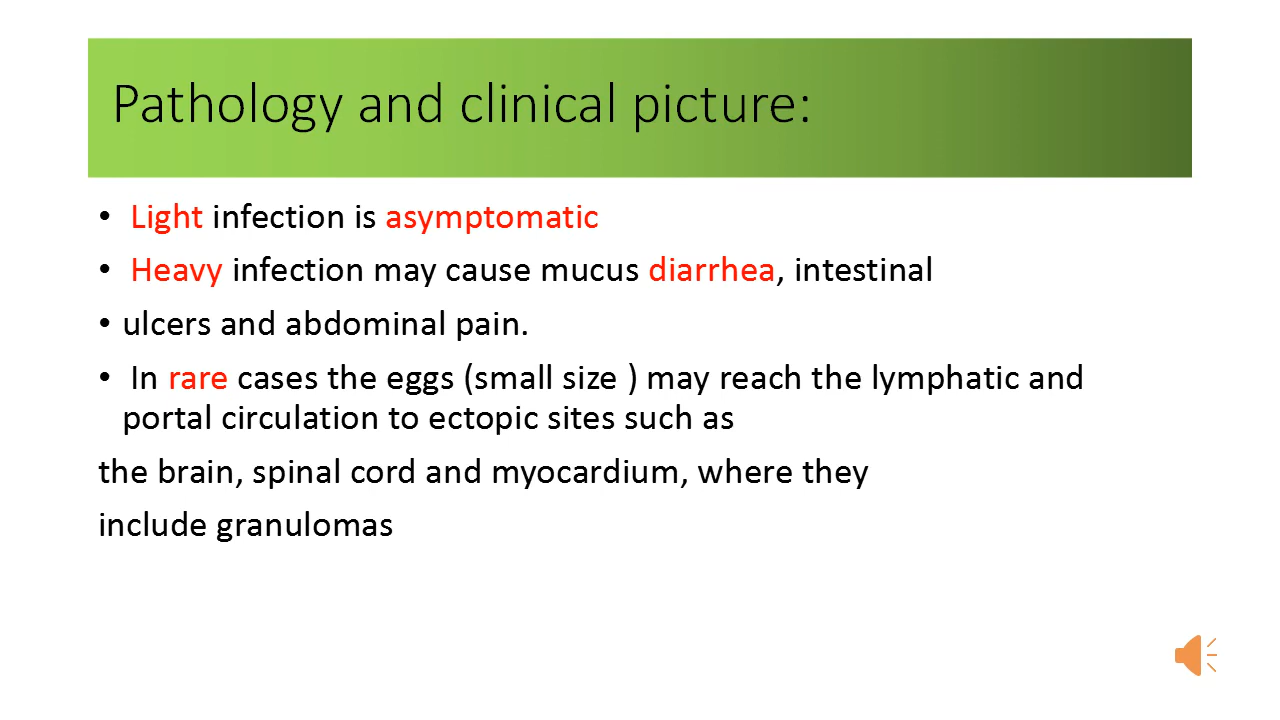 Pathology and clinical picture:
• Light infection is asymptomatic
• Heavy infection may cause mucus diarrhea, intestinal
• ulcers and abdominal pain.
• In rare cases the eggs (small size ) may reach the lymphatic and
portal circulation to ectopic sites such as
the brain, spinal cord and myocardium, where they
include granulomas